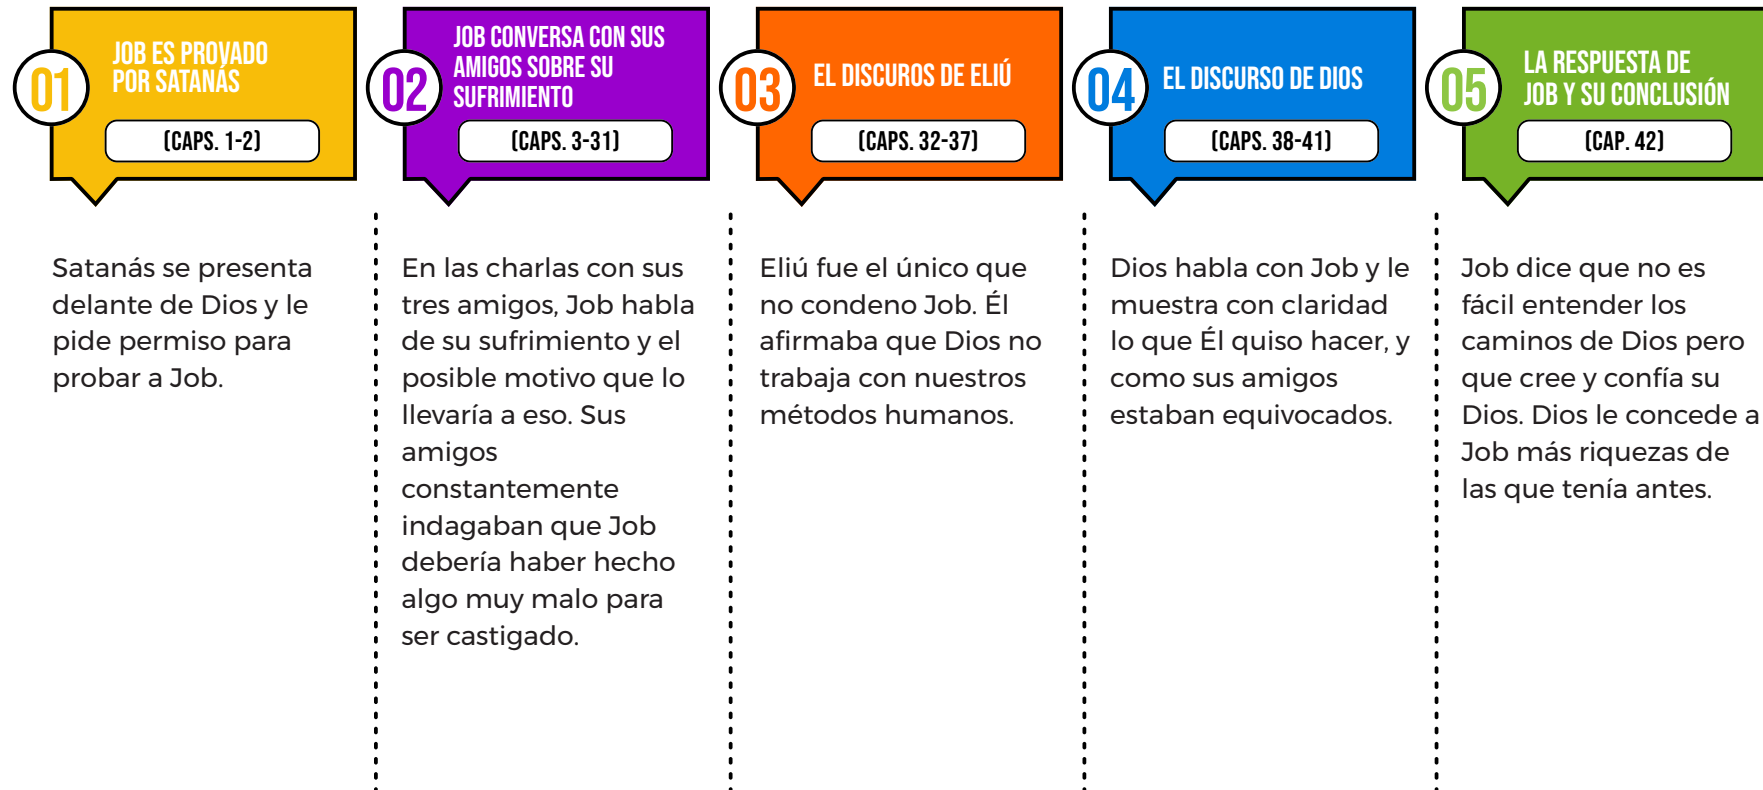 01
JOB ES PROVADO
POR SATANÁS
(CAPS. 1-2)
Satanás se presenta
delante de Dios y le
pide permiso para
probar a Job.
02
JOB CONVERSA CON SUS
AMIGOS SOBRE SU
SUFRIMIENTO
(CAPS. 3-31)
En las charlas con sus
tres amigos, Job habla
de su sufrimiento y el
posible motivo que lo
llevaría a eso. Sus
amigos
constantemente
indagaban que Job
debería haber hecho
algo muy malo para
ser castigado.
03
EL DISCUROS DE ELIÚ
(CAPS. 32-37)
Eliú fue el único que
no condeno Job. Él
afirmaba que Dios no
trabaja con nuestros
métodos humanos.
04
EL DISCURSO DE DIOS
(CAPS. 38-41)
Dios habla con Job y le
muestra con claridad
lo que Él quiso hacer, y
como sus amigos
estaban equivocados.
05
LA RESPUESTA DE
JOB Y SU CONCLUSIÓN
(CAP. 42)
Job dice que no es
fácil entender los
caminos de Dios pero
que cree y confía su
Dios. Dios le concede a
Job más riquezas de
las que tenía antes.